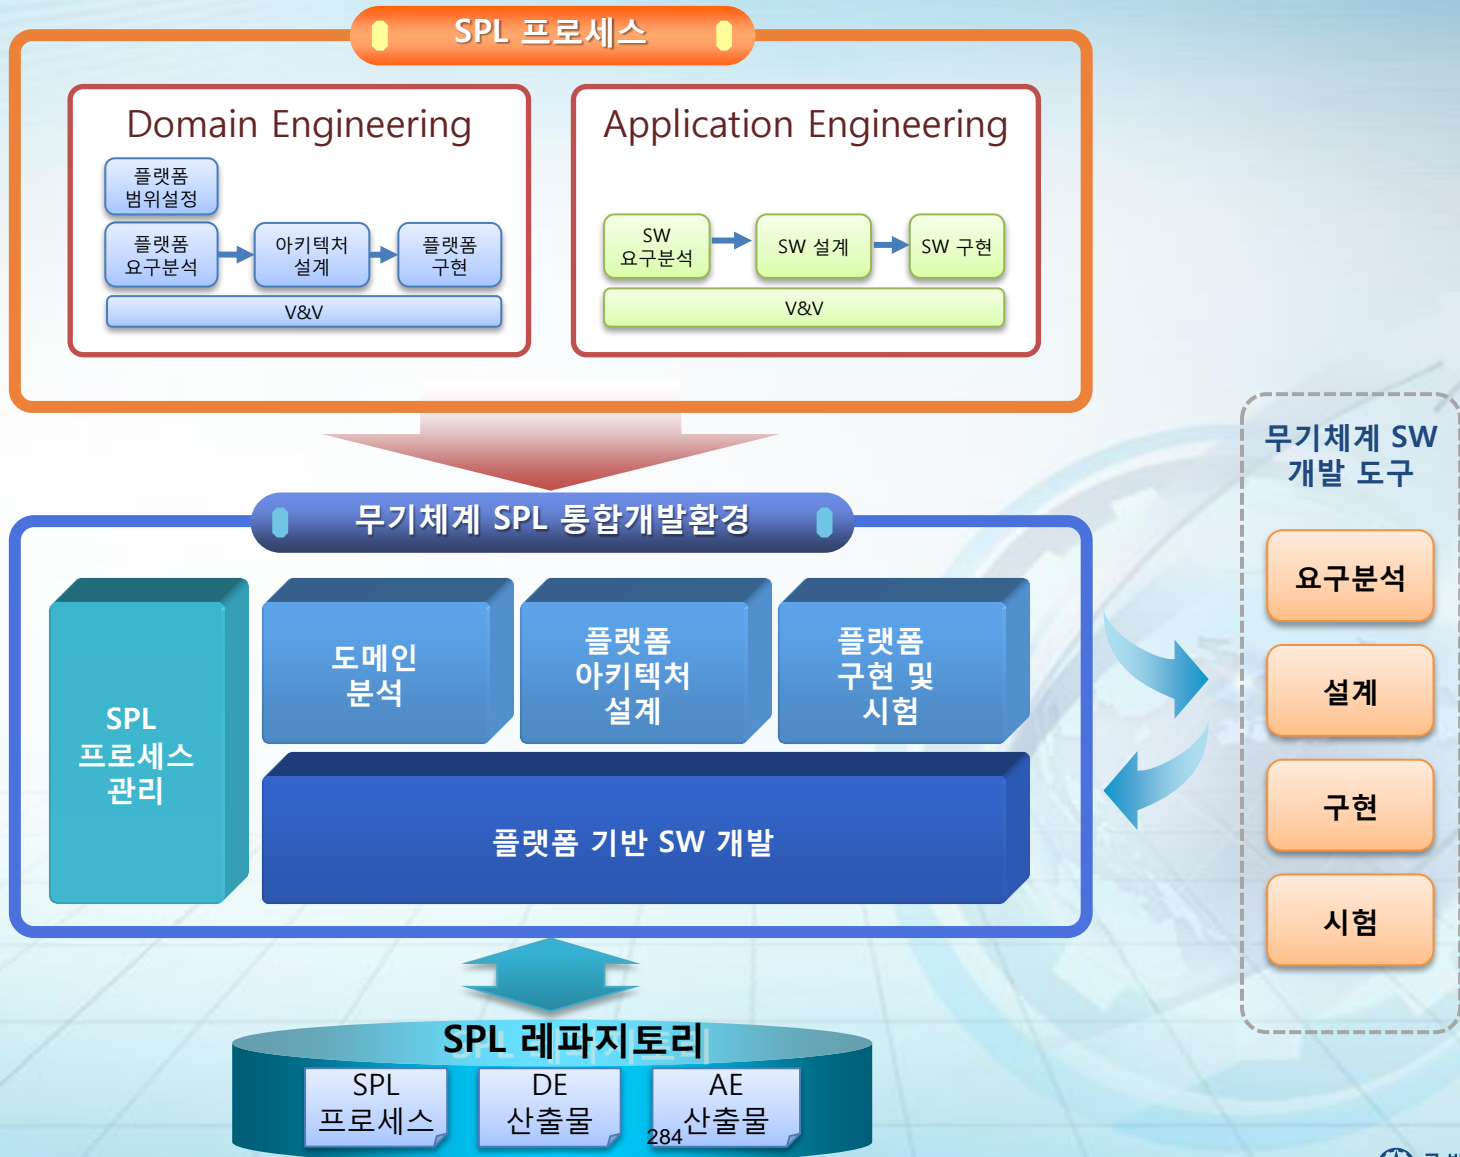 SPL 프로세스
Domain Engineering
플랫폼
범위설정
플랫폼
요구분석
아키텍처
설계
플랫폼
구현
V&V
Application Engineering
SW
요구분석
SW 설계
SW 구현
V&V
무기체계 SPL 통합개발환경
SPL
프로세스
관리
도메인
분석
플랫폼
아키텍처
설계
플랫폼
구현 및
시험
플랫폼 기반 SW 개발
무기체계 SW
개발 도구
요구분석
설계
구현
시험
SPL 레파지토리
SPL
프로세스
DE
산출물
AE
산출물
284